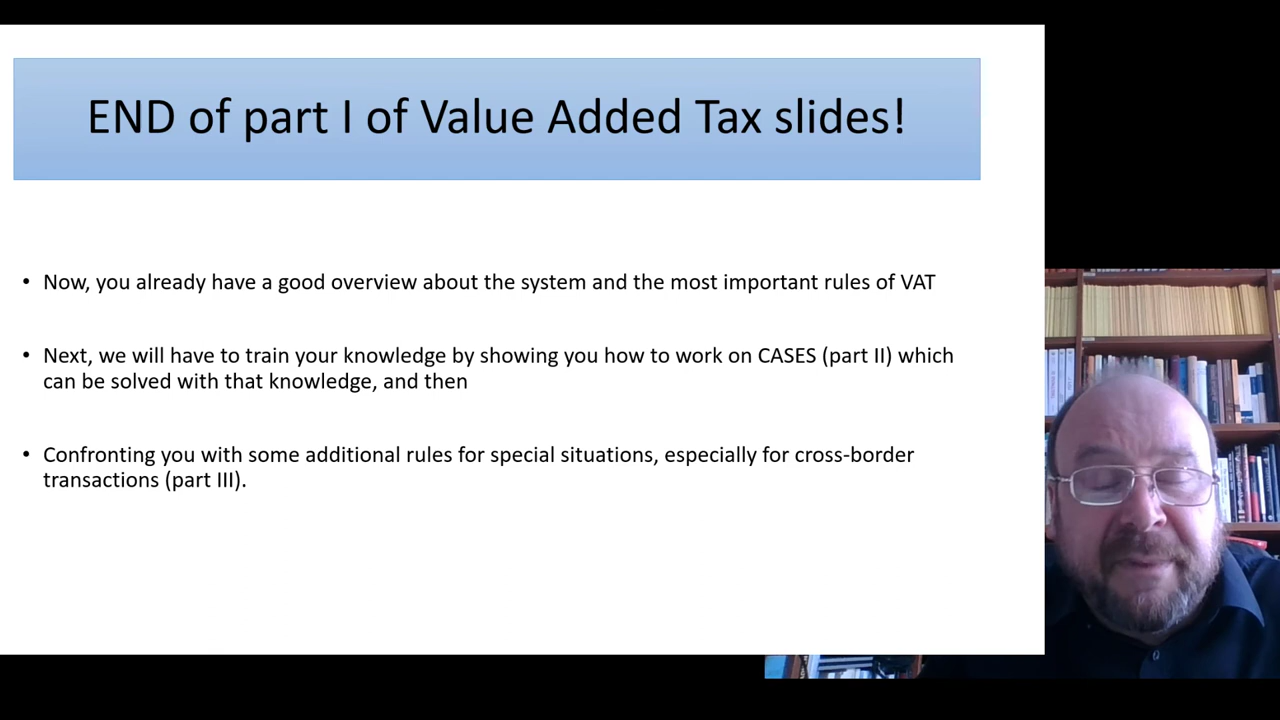 END of part I of Value Added Tax slides!
• Now, you already have a good overview about the system and the most important rules of VAT
• Next, we will have to train your knowledge by showing you how to work on CASES (part II) which
can be solved with that knowledge, and then
• Confronting you with some additional rules for special situations, especially for cross-border
transactions (part III).